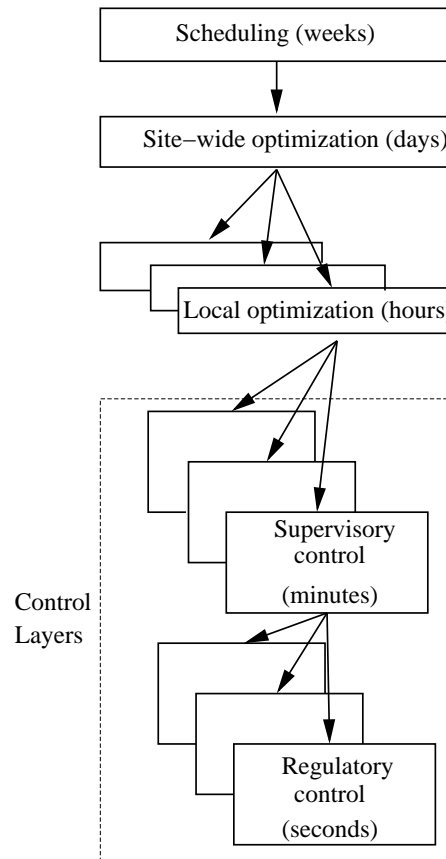 Scheduling (weeks)
Site–wide optimization (days)
Local optimization (hours)
Supervisory
control
(minutes)
Control
Layers
Regulatory
control
(seconds)